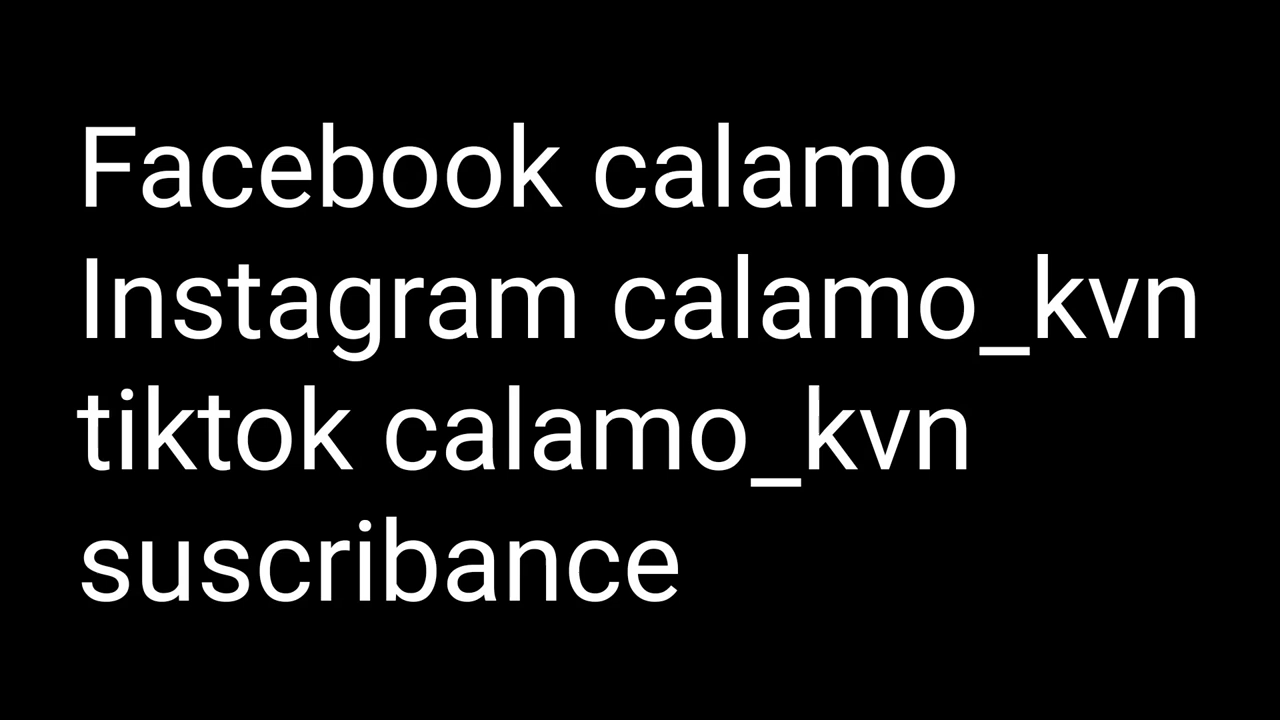 Facebook calamo
Instagram calamo_kvn
tiktok calamo_kvn
suscribance